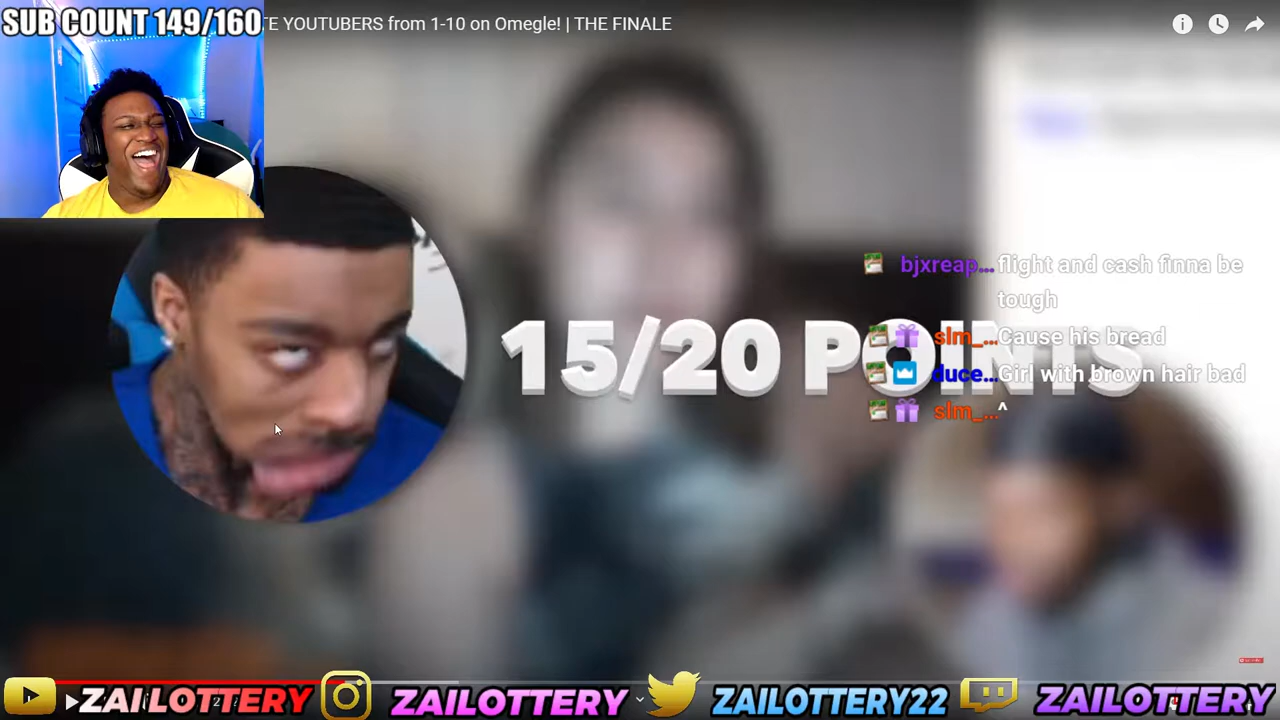 SUB COUNT 149/160
TE YOUTUBERS from 1-10 on Omegle! | THE FINALE
bjxreap... flight and cash finna be
tough
15/20 POINTS
slm_... Cause his bread
duce... Girl with brown hair bad
slm_... ^
ZAILOTTERY
ZAILOTTERY
ZAILOTTERY22
ZAILOTTERY